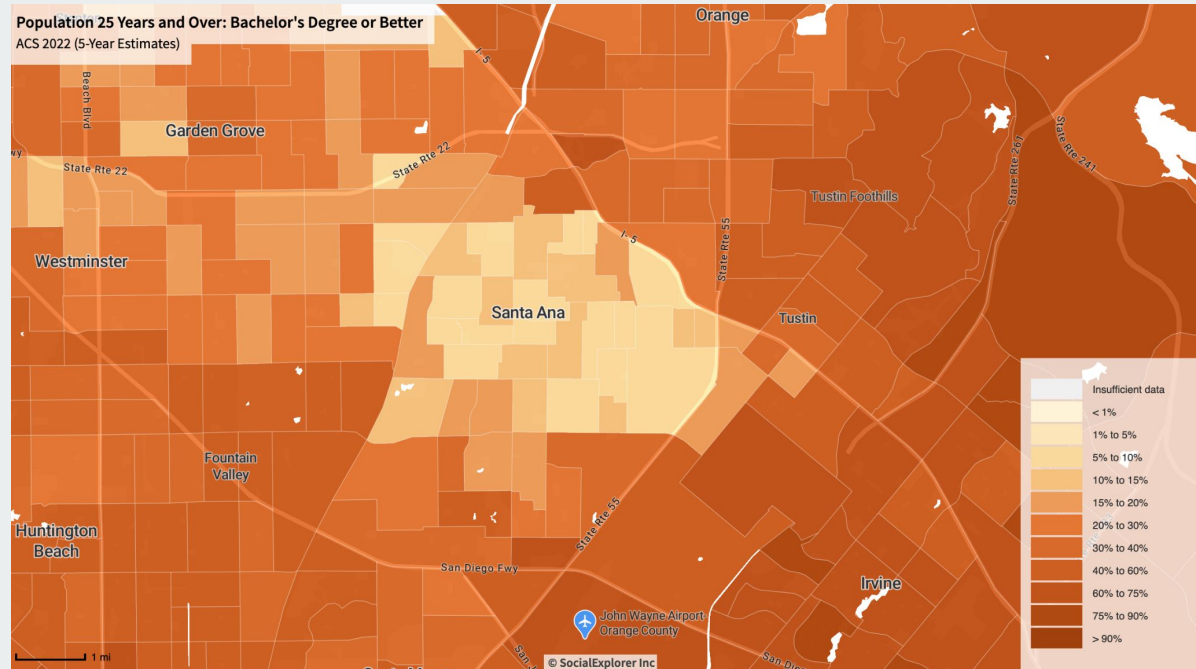 Population 25 Years and Over: Bachelor's Degree or Better
ACS 2022 (5-Year Estimates)
Orange
I- 5
Beach Blvd
Garden Grove
State Rte 22
State Rte 22
State Rte 261
State Rte 241
Tustin Foothills
I- 5
State Rte 55
Westminster
Santa Ana
Tustin
Fountain
Valley
Huntington
Beach
State Rte 55
San Diego Fwy
Irvine
John Wayne Airport-
Orange County
Insufficient data
< 1%
1% to 5%
5% to 10%
10% to 15%
15% to 20%
20% to 30%
30% to 40%
40% to 60%
60% to 75%
75% to 90%
> 90%
1 mi
© SocialExplorer Inc